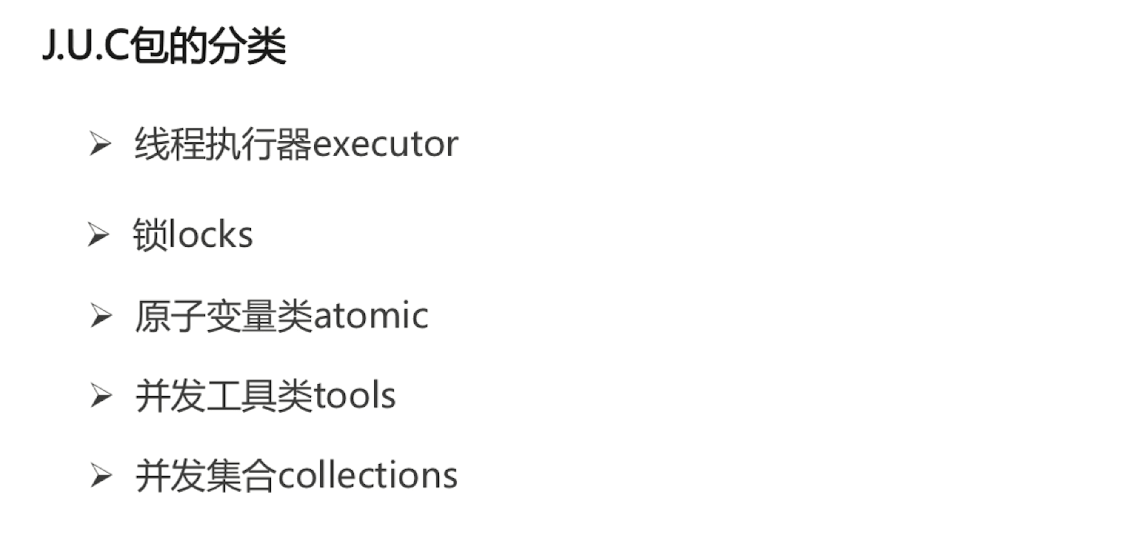 J.U.C包的分类
➢ 线程执行器executor
➢ 锁locks
➢ 原子变量类atomic
➢ 并发工具类tools
➢ 并发集合collections